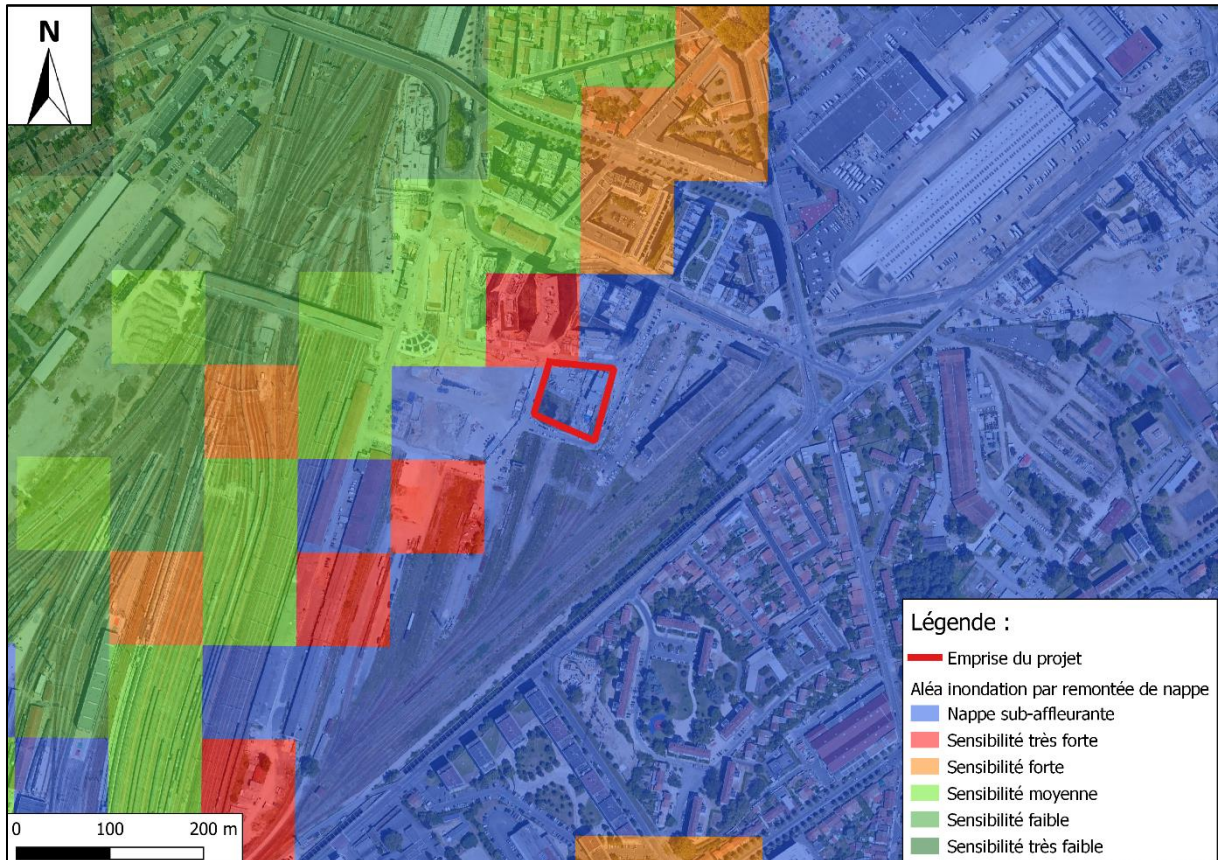 N
Légende :
Emprise du projet
Aléa inondation par remontée de nappe
Nappe sub-affleurante
Sensibilité très forte
Sensibilité forte
Sensibilité moyenne
Sensibilité faible
Sensibilité très faible
0 100 200 m